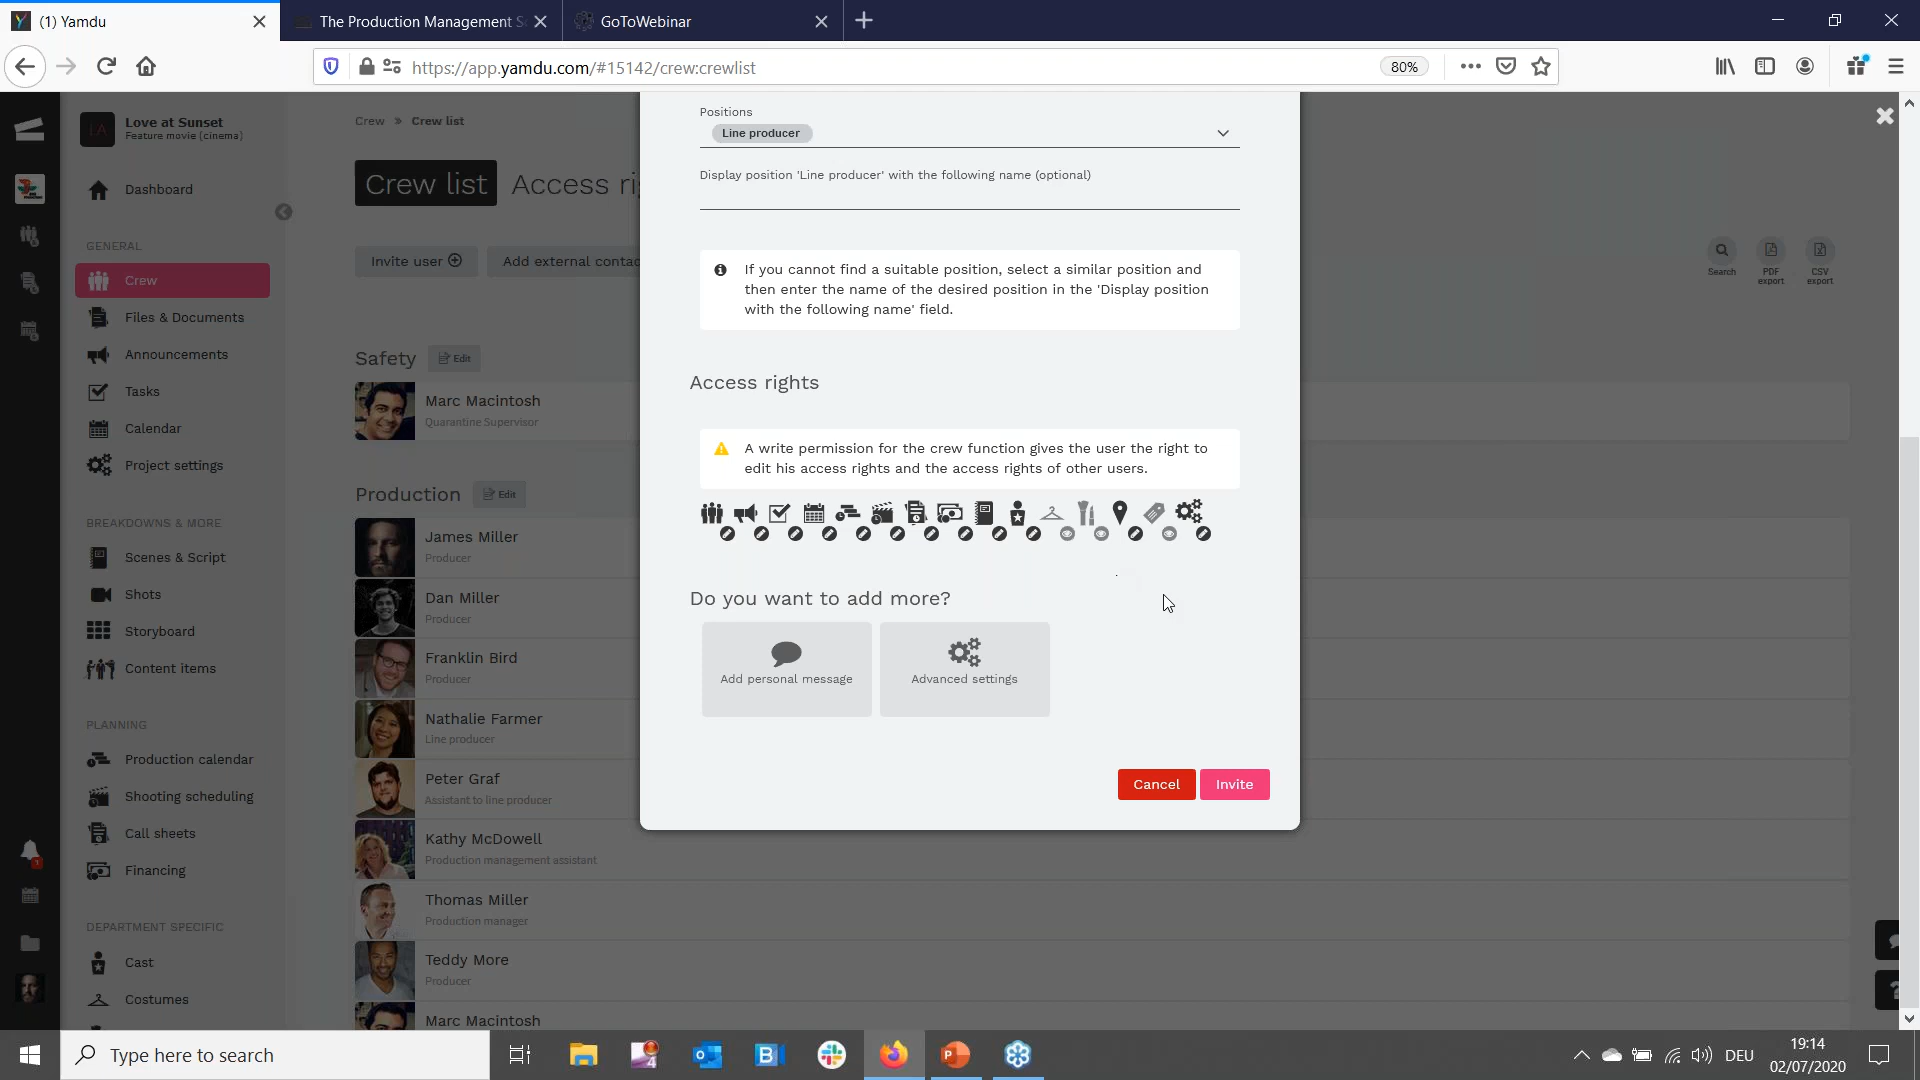 (1) Yamdu
The Production Management S
GoToWebinar
https://app.yamdu.com/#15142/crew:crewlist
80%
LA
Love at Sunset
Feature movie (cinema)
Dashboard
GENERAL
Crew
Files & Documents
Announcements
Tasks
Calendar
Project settings
BREAKDOWNS & MORE
Scenes & Script
Shots
Storyboard
Content items
PLANNING
Production calendar
Shooting scheduling
Call sheets
Financing
DEPARTMENT SPECIFIC
Cast
Costumes
Crew » Crew list
Crew list Access ri
Invite user
Add external contac
Search
PDF export
CSV export
Safety Edit
Marc Macintosh
Quarantine Supervisor
Production Edit
James Miller
Producer
Dan Miller
Producer
Franklin Bird
Producer
Nathalie Farmer
Line producer
Peter Graf
Assistant to line producer
Kathy McDowell
Production management assistant
Thomas Miller
Production manager
Teddy More
Producer
Marc Macintosh
Positions
Line producer
Display position 'Line producer' with the following name (optional)
If you cannot find a suitable position, select a similar position and
then enter the name of the desired position in the 'Display position
with the following name' field.
Access rights
A write permission for the crew function gives the user the right to
edit his access rights and the access rights of other users.
Do you want to add more?
Add personal message
Advanced settings
Cancel
Invite
Type here to search
DEU
19:14
02/07/2020